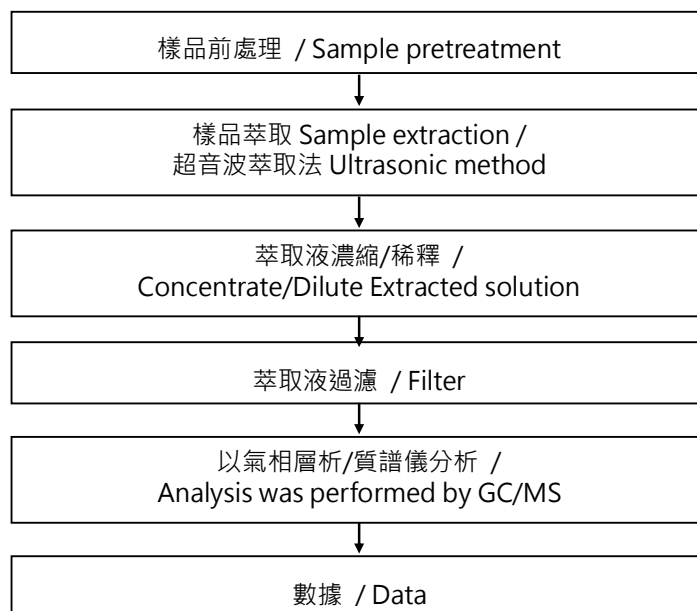 樣品前處理 / Sample pretreatment
樣品萃取 Sample extraction /
超音波萃取法 Ultrasonic method
萃取液濃縮/稀釋 /
Concentrate/Dilute Extracted solution
萃取液過濾 / Filter
以氣相層析/質譜儀分析 /
Analysis was performed by GC/MS
數據 / Data